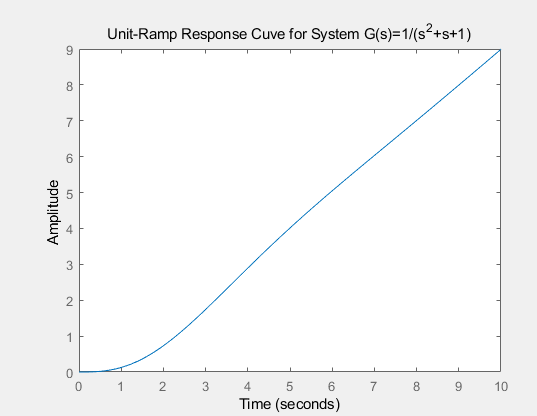 Unit-Ramp Response Cuve for System G(s)=1/(s²+s+1)
9
8
7
6
5
4
3
2
1
0
Amplitude
0 1 2 3 4 5 6 7 8 9 10
Time (seconds)